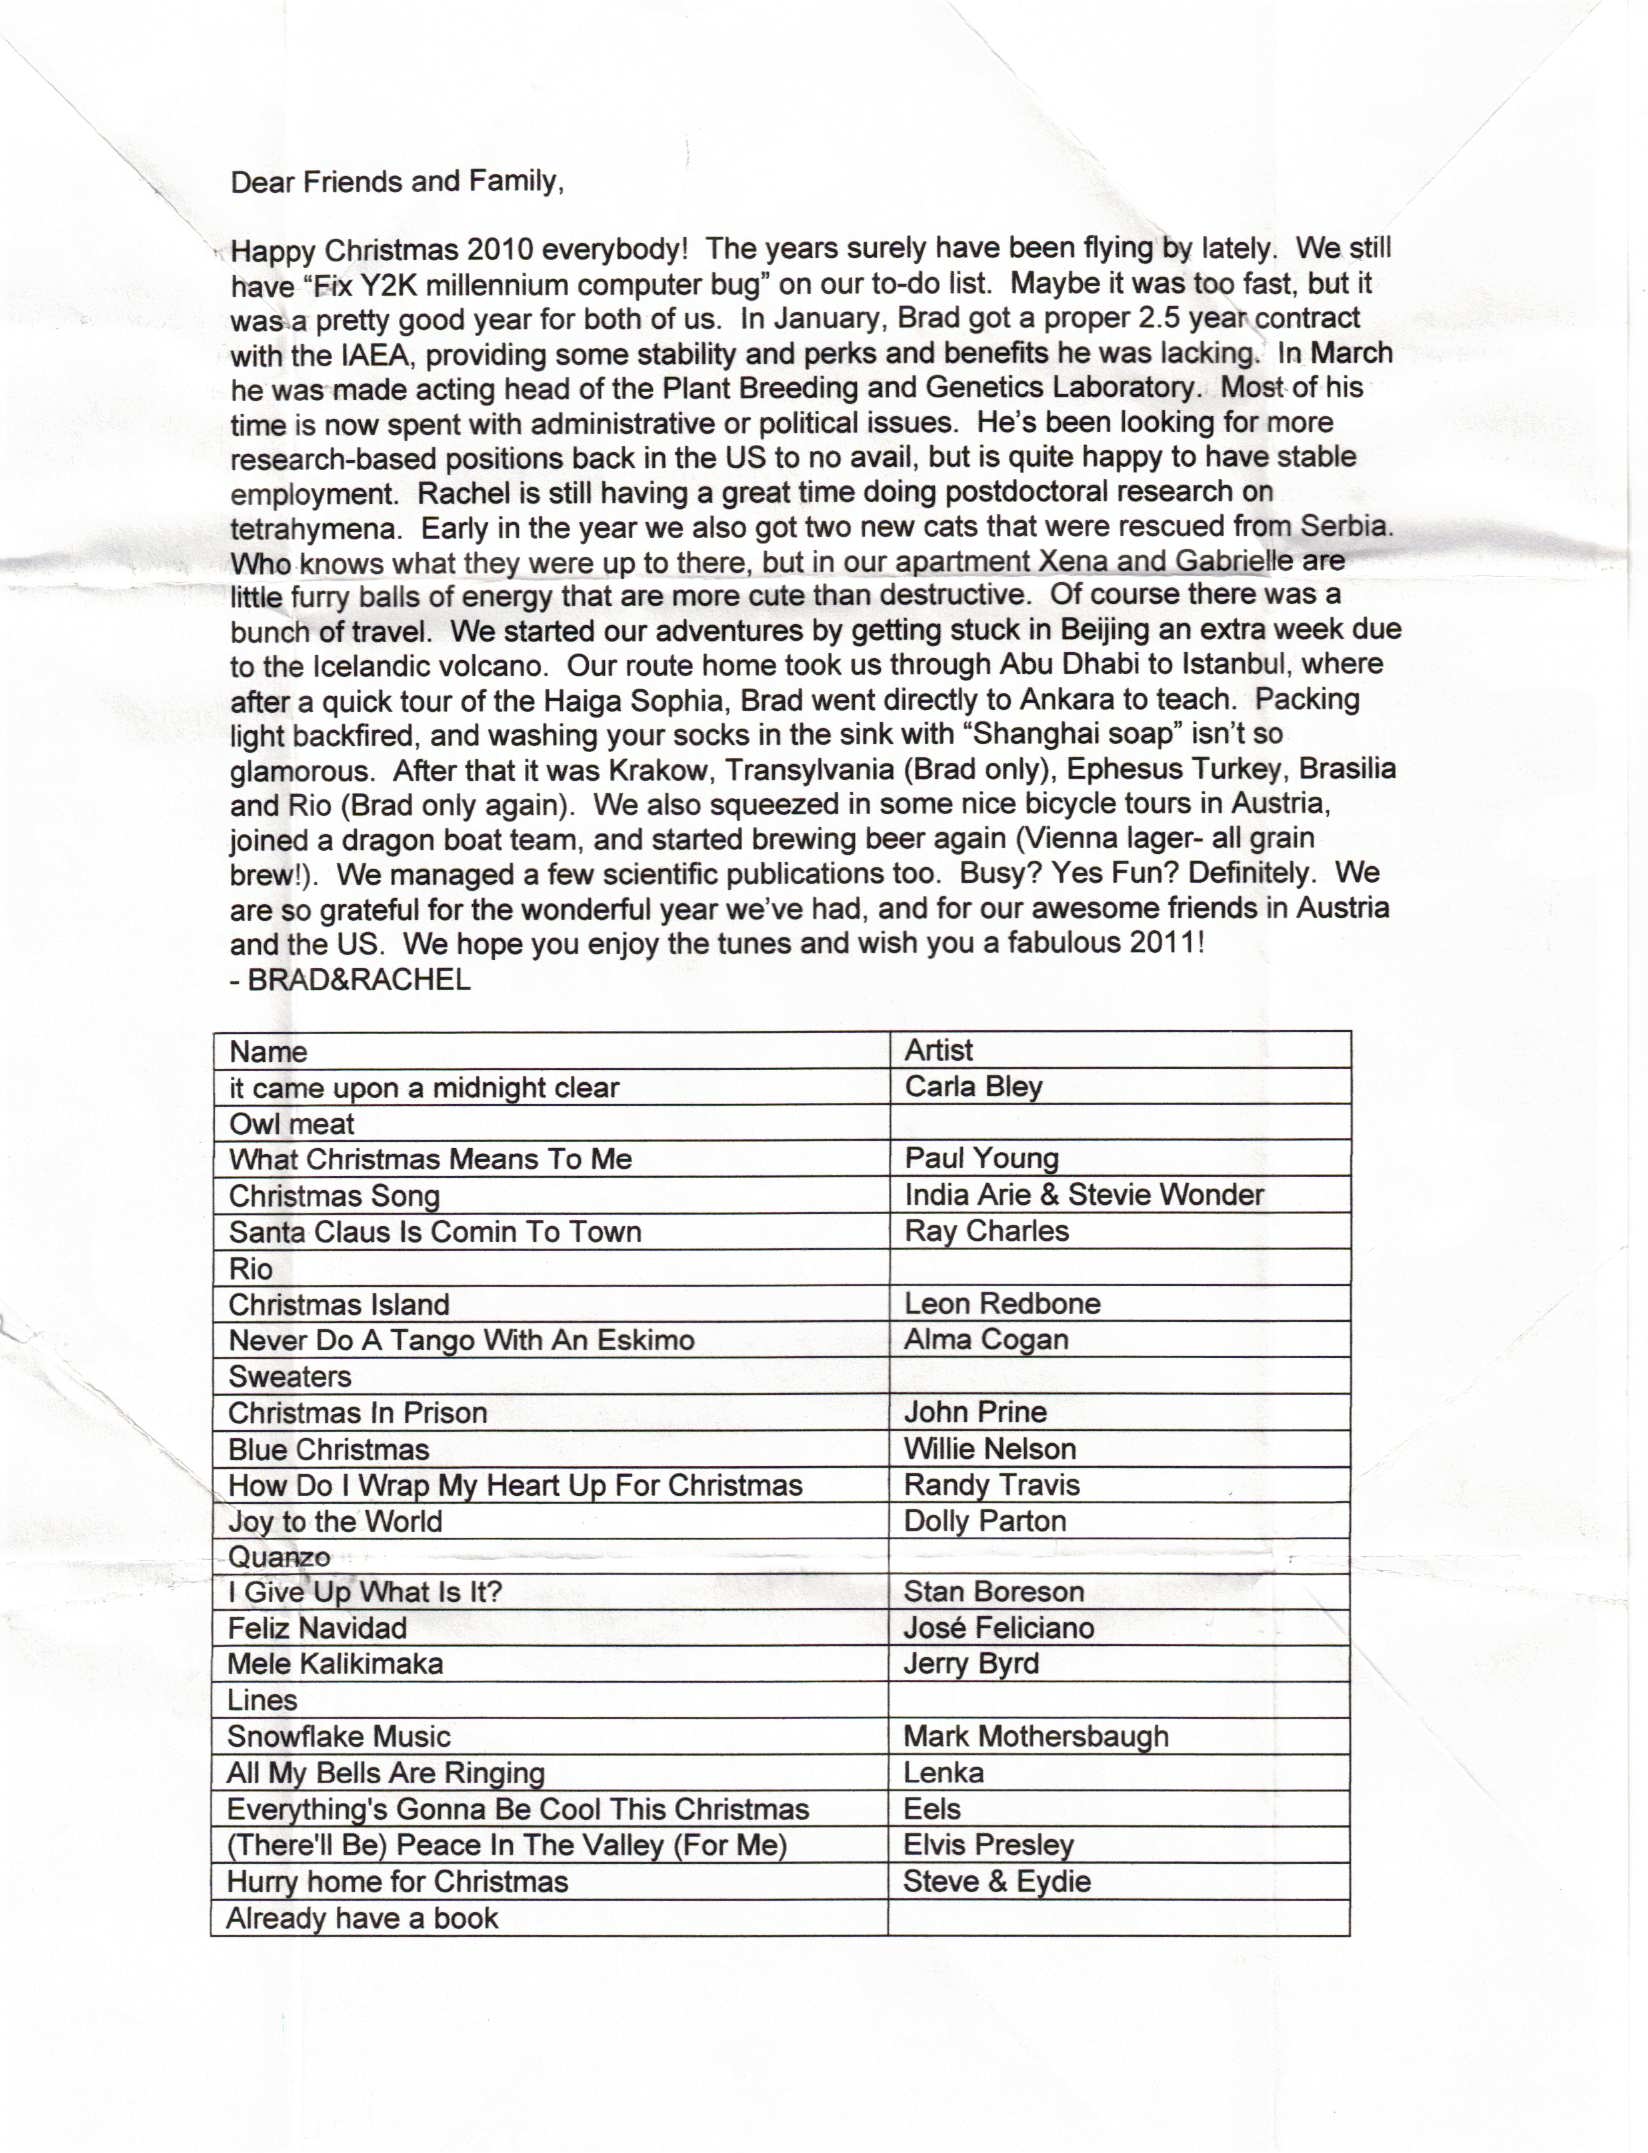 Dear Friends and Family,
Happy Christmas 2010 everybody!  The years surely have been flying by lately.  We still
have “Fix Y2K millennium computer bug” on our to-do list.  Maybe it was too fast, but it
was a pretty good year for both of us.  In January, Brad got a proper 2.5 year contract
with the IAEA, providing some stability and perks and benefits he was lacking.  In March
he was made acting head of the Plant Breeding and Genetics Laboratory.  Most of his
time is now spent with administrative or political issues.  He’s been looking for more
research-based positions back in the US to no avail, but is quite happy to have stable
employment.  Rachel is still having a great time doing postdoctoral research on
tetrahymena.  Early in the year we also got two new cats that were rescued from Serbia.
Who knows what they were up to there, but in our apartment Xena and Gabrielle are
little furry balls of energy that are more cute than destructive.  Of course there was a
bunch of travel.  We started our adventures by getting stuck in Beijing an extra week due
to the Icelandic volcano.  Our route home took us through Abu Dhabi to Istanbul, where
after a quick tour of the Haiga Sophia, Brad went directly to Ankara to teach.  Packing
light backfired, and washing your socks in the sink with “Shanghai soap” isn’t so
glamorous.  After that it was Krakow, Transylvania (Brad only), Ephesus Turkey, Brasilia
and Rio (Brad only again).  We also squeezed in some nice bicycle tours in Austria,
joined a dragon boat team, and started brewing beer again (Vienna lager- all grain
brew!).  We managed a few scientific publications too.  Busy? Yes Fun? Definitely.  We
are so grateful for the wonderful year we’ve had, and for our awesome friends in Austria
and the US.  We hope you enjoy the tunes and wish you a fabulous 2011!
- BRAD&RACHEL
Name Artist
it came upon a midnight clear Carla Bley
Owl meat
What Christmas Means To Me Paul Young
Christmas Song India Arie & Stevie Wonder
Santa Claus Is Comin To Town Ray Charles
Rio
Christmas Island Leon Redbone
Never Do A Tango With An Eskimo Alma Cogan
Sweaters
Christmas In Prison John Prine
Blue Christmas Willie Nelson
How Do I Wrap My Heart Up For Christmas Randy Travis
Joy to the World Dolly Parton
Quanzo
I Give Up What Is It? Stan Boreson
Feliz Navidad José Feliciano
Mele Kalikimaka Jerry Byrd
Lines
Snowflake Music Mark Mothersbaugh
All My Bells Are Ringing Lenka
Everything's Gonna Be Cool This Christmas Eels
(There'll Be) Peace In The Valley (For Me) Elvis Presley
Hurry home for Christmas Steve & Eydie
Already have a book